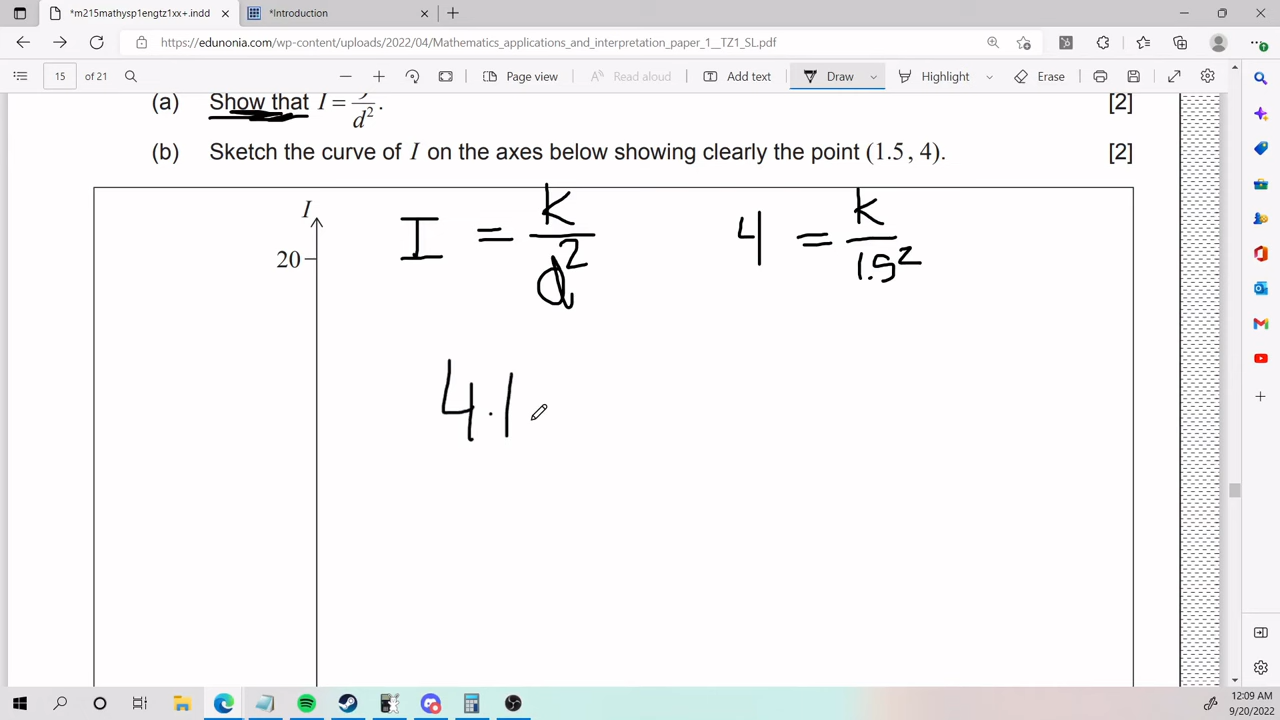 *m215mathysp1engtz1xx+.indd
*Introduction
https://edunonia.com/wp-content/uploads/2022/04/Mathematics_applications_and_interpretation_paper_1__TZ1_SL.pdf
15 of 21
Page view
Read aloud
Add text
Draw
Highlight
Erase
(a) Show that I = /d² . [2]
(b) Sketch the curve of I on the axes below showing clearly the point (1.5 , 4). [2]
I
20
I = k/d² 4 = k/1.5²
4.1
12:09 AM
9/20/2022